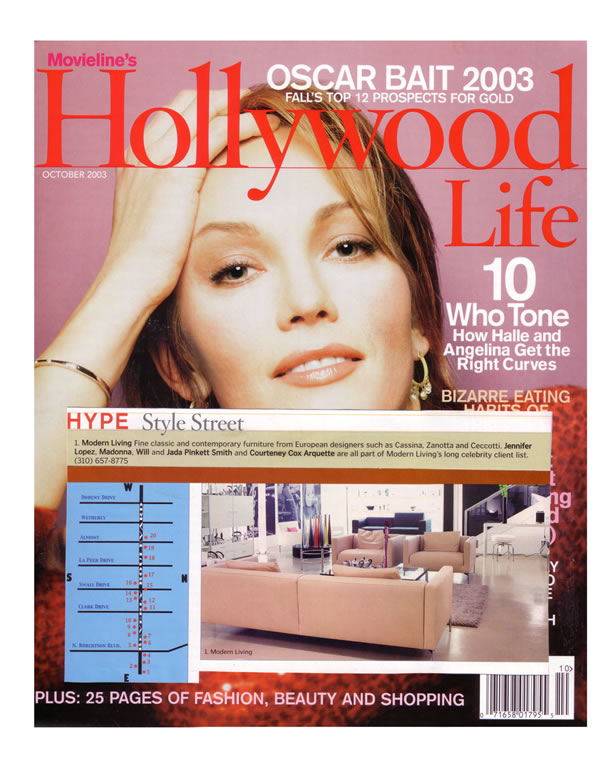 Movieline's
Hollywood
Life
OSCAR BAIT 2003
FALL'S TOP 12 PROSPECTS FOR GOLD
OCTOBER 2003
10
Who Tone
How Halle and
Angelina Get the
Right Curves
BIZARRE EATING
HABITS OF
HYPE Style Street
1. Modern Living Fine classic and contemporary furniture from European designers such as Cassina, Zanotta and Ceccotti. Jennifer
Lopez, Madonna, Will and Jada Pinkett Smith and Courteney Cox Arquette are all part of Modern Living's long celebrity client list.
(310) 657-8775
W
DOHENY DRIVE
WETHERLY
ALMONT
20
19
18
LA PEER DRIVE
17
S
N
SWALL DRIVE
16
15
14
13
12
11
CLARK DRIVE
10
9
8
7
6
N. ROBERTSON BLVL.
5
4
3
2
1
E
1. Modern Living
PLUS: 25 PAGES OF FASHION, BEAUTY AND SHOPPING
10>
0 71658 01795 5